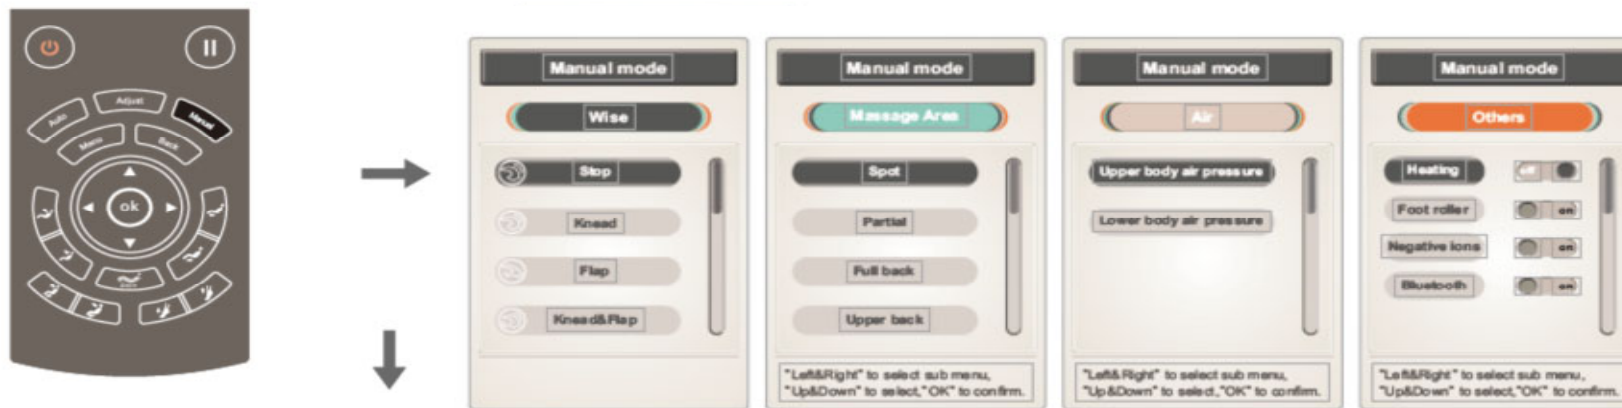 Auto
Adjust
Manual
Memo
Back
ok
Manual mode
Wise
Stop
Knead
Flap
Knead&Flap
Manual mode
Massage Area
Spot
Partial
Full back
Upper back
"Left&Right" to select sub menu,
"Up&Down" to select,"OK" to confirm.
Manual mode
Air
Upper body air pressure
Lower body air pressure
"Left&Right" to select sub menu,
"Up&Down" to select,"OK" to confirm.
Manual mode
Others
Heating off
Foot roller on
Negative ions on
Bluetooth on
"Left&Right" to select sub menu,
"Up&Down" to select,"OK" to confirm.